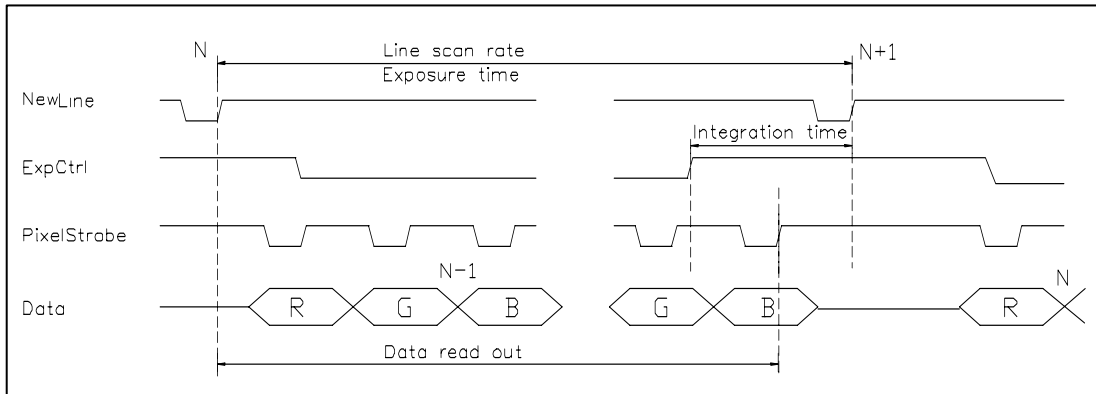 N
Line scan rate
N+1
Exposure time
NewLine
Integration time
ExpCtrl
PixelStrobe
N-1
N
Data
R
G
B
G
B
R
Data read out